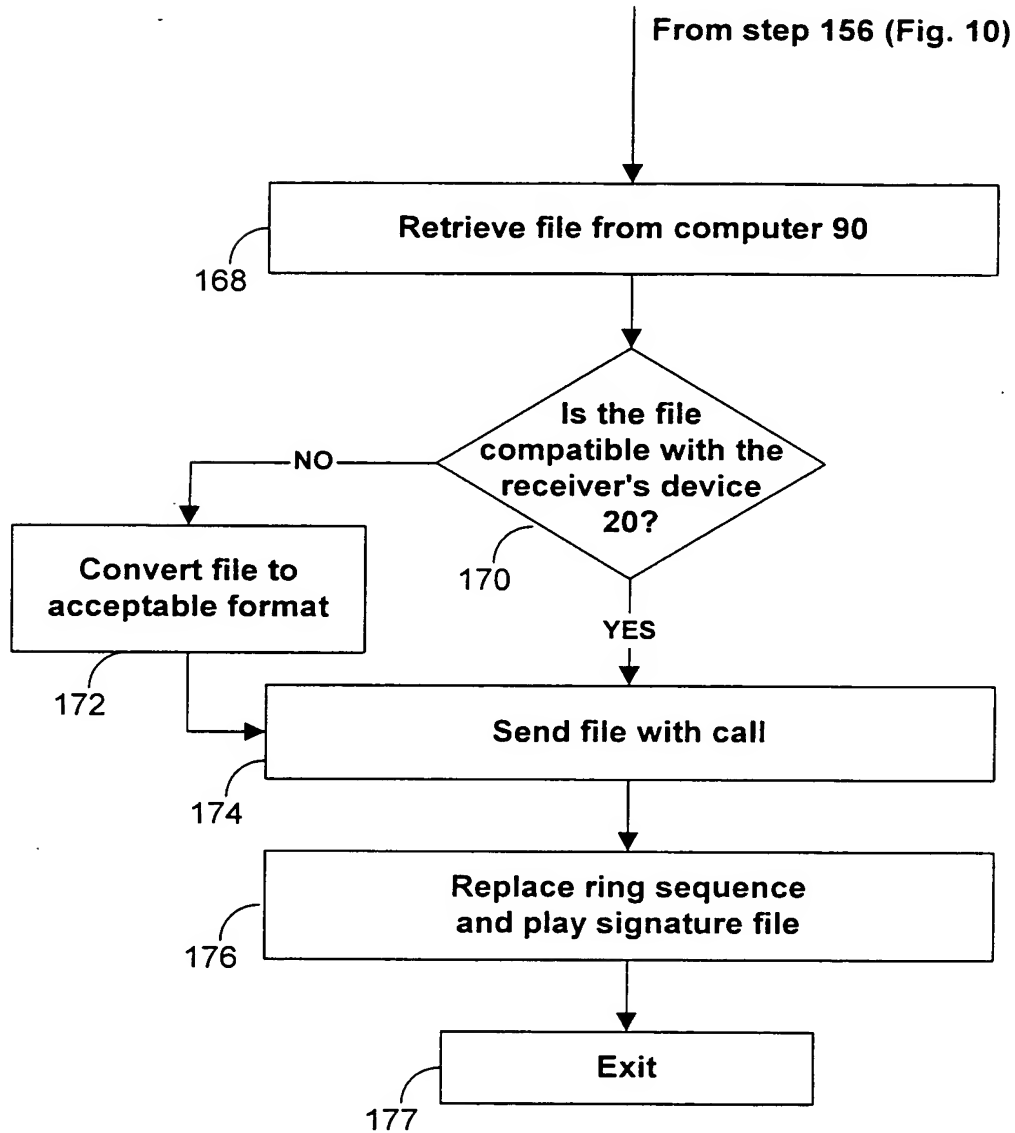 From step 156 (Fig. 10)
Retrieve file from computer 90
168
Is the file
compatible with the
receiver's device
20?
NO
170
Convert file to
acceptable format
YES
172
Send file with call
174
Replace ring sequence
and play signature file
176
Exit
177